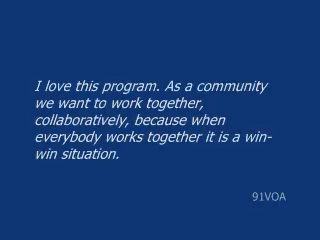 I love this program. As a community
we want to work together,
collaboratively, because when
everybody works together it is a win-
win situation.
91VOA